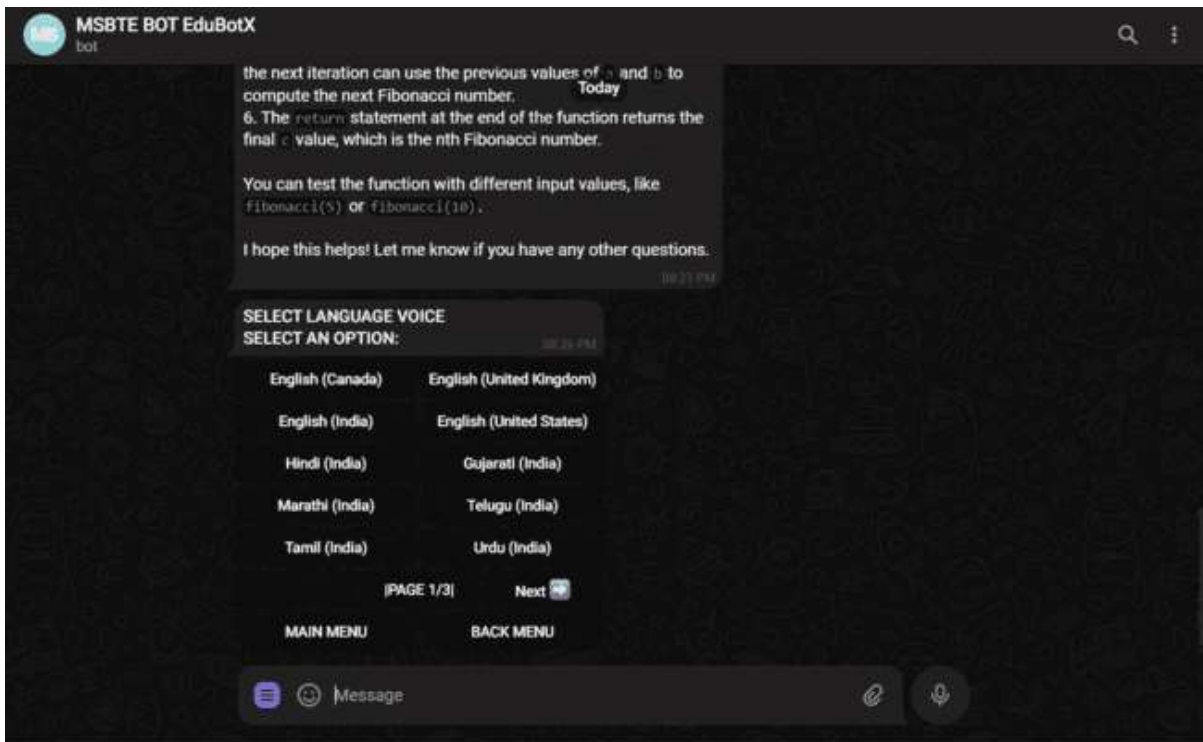 MSBTE BOT EduBotX
bot
the next iteration can use the previous values of a and b to
Today
compute the next Fibonacci number.
6. The return statement at the end of the function returns the
final c value, which is the nth Fibonacci number.
You can test the function with different input values, like
fibonacci(5) or fibonacci(10).
I hope this helps! Let me know if you have any other questions.
SELECT LANGUAGE VOICE
SELECT AN OPTION:
English (Canada) English (United Kingdom)
English (India) English (United States)
Hindi (India) Gujarati (India)
Marathi (India) Telugu (India)
Tamil (India) Urdu (India)
|PAGE 1/3| Next ➡️
MAIN MENU BACK MENU
Message